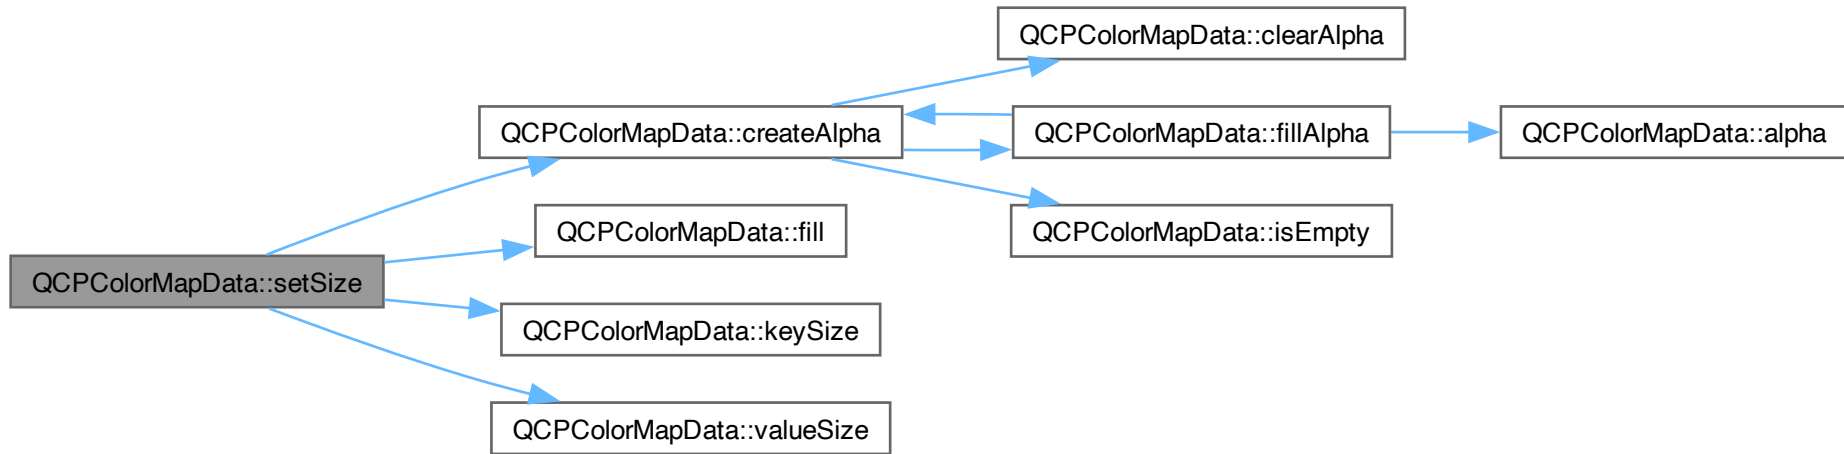 QCPColorMapData::clearAlpha
QCPColorMapData::createAlpha
QCPColorMapData::fillAlpha
QCPColorMapData::alpha
QCPColorMapData::fill
QCPColorMapData::isEmpty
QCPColorMapData::setSize
QCPColorMapData::keySize
QCPColorMapData::valueSize